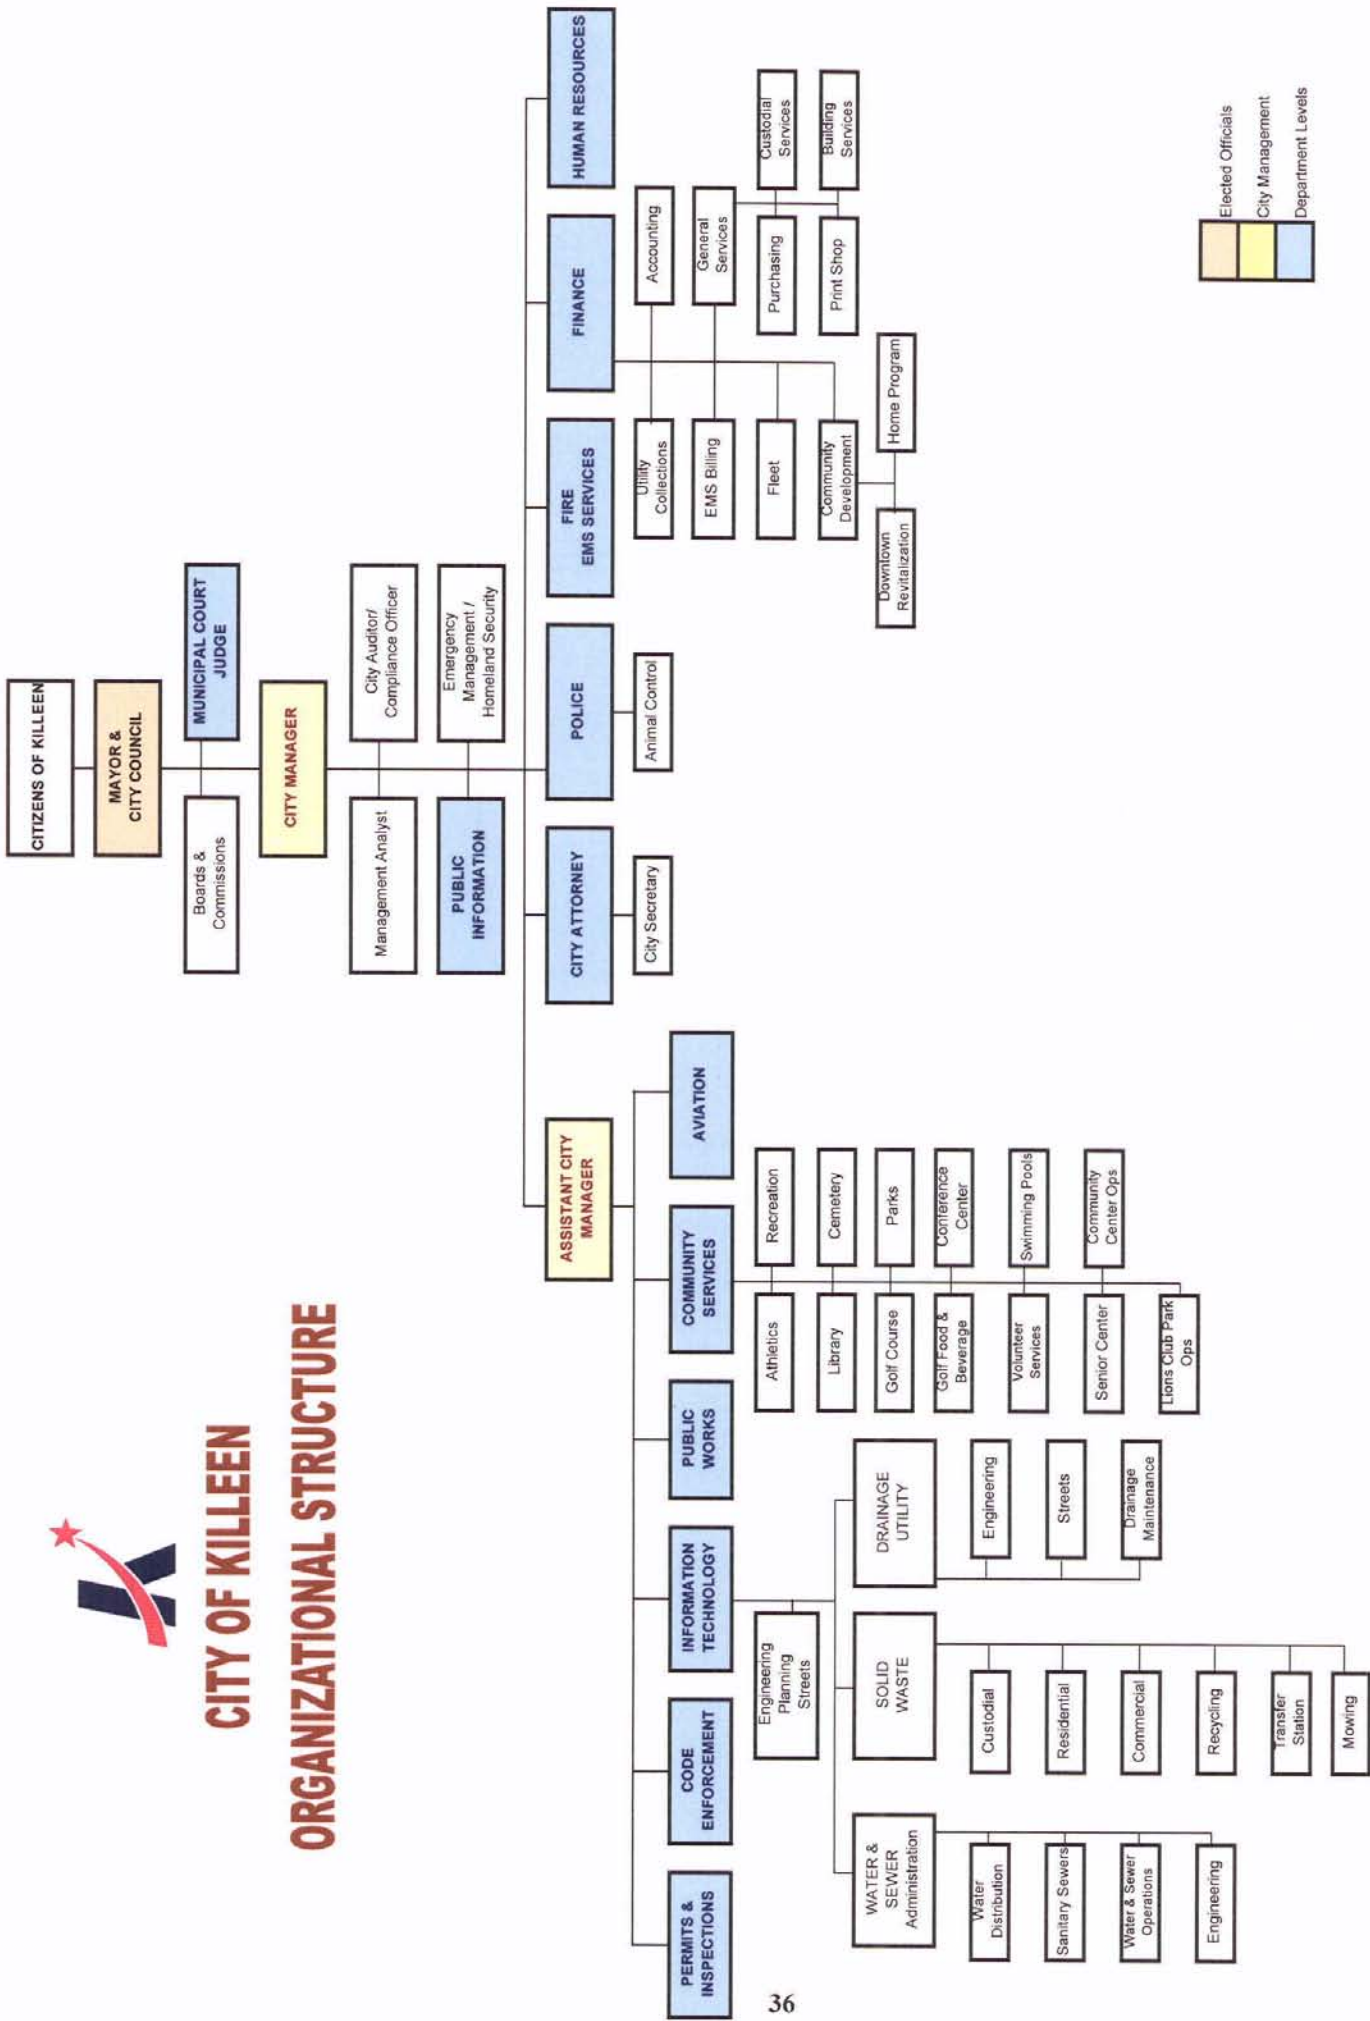 CITY OF KILLEEN
ORGANIZATIONAL STRUCTURE
CITIZENS OF KILLEEN
MAYOR &
CITY COUNCIL
Boards &
Commissions
MUNICIPAL COURT
JUDGE
CITY MANAGER
Management Analyst
City Auditor/
Compliance Officer
PUBLIC
INFORMATION
Emergency
Management /
Homeland Security
ASSISTANT CITY
MANAGER
CITY ATTORNEY
POLICE
FIRE
EMS SERVICES
FINANCE
HUMAN RESOURCES
City Secretary
Animal Control
Utility
Collections
Accounting
EMS Billing
General
Services
Fleet
Purchasing
Custodial
Services
Community
Development
Print Shop
Building
Services
Downtown
Revitalization
Home Program
PERMITS &
INSPECTIONS
CODE
ENFORCEMENT
INFORMATION
TECHNOLOGY
PUBLIC
WORKS
COMMUNITY
SERVICES
AVIATION
Engineering
Planning
Streets
Athletics
Recreation
Library
Cemetery
Golf Course
Parks
Golf Food &
Beverage
Conference
Center
Volunteer
Services
Swimming Pools
Senior Center
Community
Center Ops
Lions Club Park
Ops
WATER &
SEWER
Administration
SOLID
WASTE
DRAINAGE
UTILITY
Water
Distribution
Sanitary Sewers
Water & Sewer
Operations
Engineering
Custodial
Residential
Commercial
Recycling
Transfer
Station
Mowing
Engineering
Streets
Drainage
Maintenance
Elected Officials
City Management
Department Levels
36